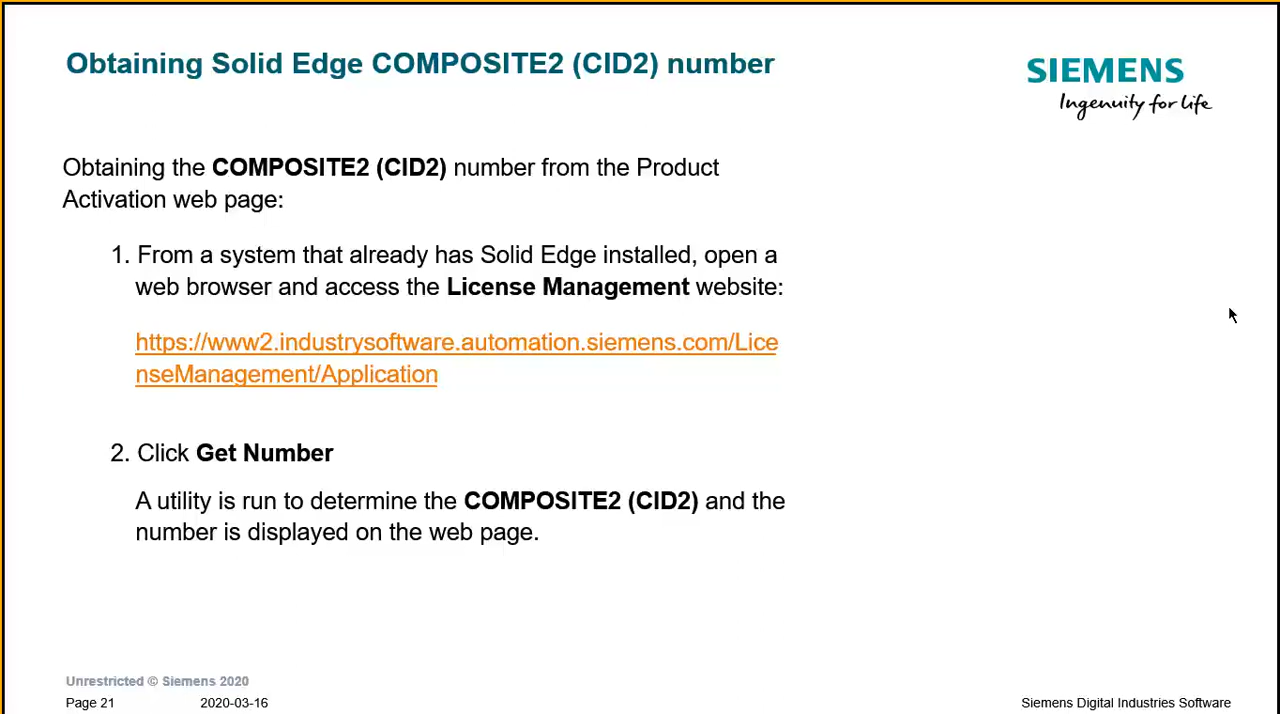 Obtaining Solid Edge COMPOSITE2 (CID2) number
SIEMENS
Ingenuity for life
Obtaining the COMPOSITE2 (CID2) number from the Product
Activation web page:
1. From a system that already has Solid Edge installed, open a
web browser and access the License Management website:
https://www2.industrysoftware.automation.siemens.com/Lice
nseManagement/Application
2. Click Get Number
A utility is run to determine the COMPOSITE2 (CID2) and the
number is displayed on the web page.
Unrestricted © Siemens 2020
Page 21 2020-03-16 Siemens Digital Industries Software